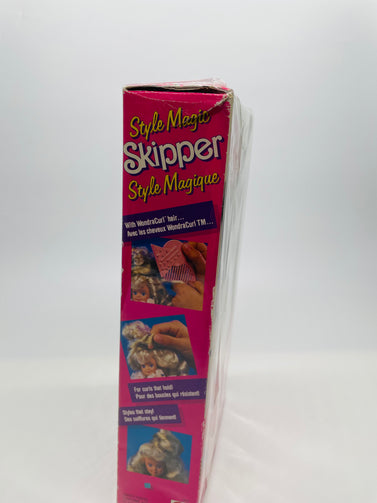 Style Magic
Skipper
Style Magique
With WondraCurl™ hair...
Avec les cheveux WondraCurl TM...
For curls that hold!
Pour des boucles qui résistent!
Styles that stay!
Des coiffures qui tiennent!